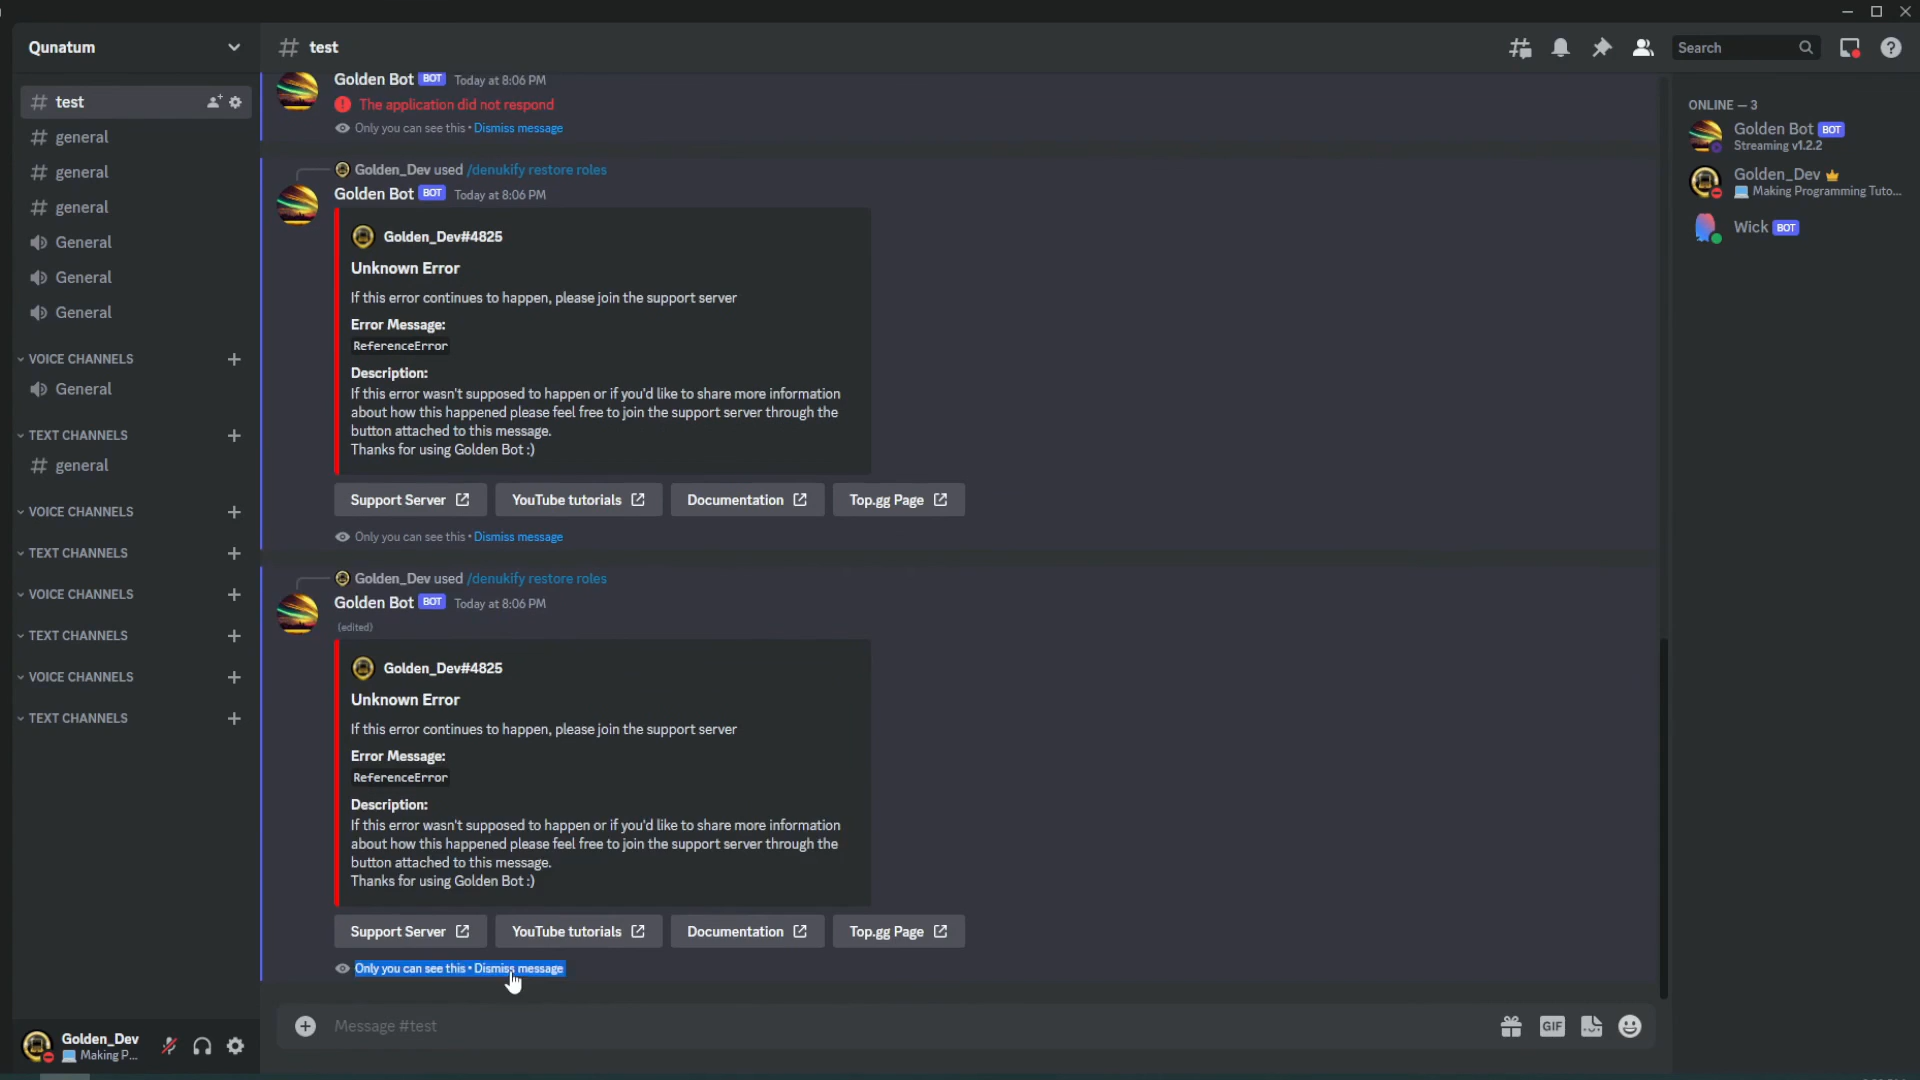 Qunatum
test
general
general
general
General
General
General
VOICE CHANNELS
General
TEXT CHANNELS
general
VOICE CHANNELS
TEXT CHANNELS
VOICE CHANNELS
TEXT CHANNELS
VOICE CHANNELS
TEXT CHANNELS
Golden_Dev
Making P...
# test
Search
Golden Bot BOT Today at 8:06 PM
The application did not respond
Only you can see this • Dismiss message
Golden_Dev used /denukify restore roles
Golden Bot BOT Today at 8:06 PM
Golden_Dev#4825
Unknown Error
If this error continues to happen, please join the support server
Error Message:
ReferenceError
Description:
If this error wasn't supposed to happen or if you'd like to share more information
about how this happened please feel free to join the support server through the
button attached to this message.
Thanks for using Golden Bot :)
Support Server YouTube tutorials Documentation Top.gg Page
Only you can see this • Dismiss message
Golden_Dev used /denukify restore roles
Golden Bot BOT Today at 8:06 PM
(edited)
Golden_Dev#4825
Unknown Error
If this error continues to happen, please join the support server
Error Message:
ReferenceError
Description:
If this error wasn't supposed to happen or if you'd like to share more information
about how this happened please feel free to join the support server through the
button attached to this message.
Thanks for using Golden Bot :)
Support Server YouTube tutorials Documentation Top.gg Page
Only you can see this • Dismiss message
Message #test
GIF
ONLINE — 3
Golden Bot BOT
Streaming v1.2.2
Golden_Dev
Making Programming Tuto...
Wick BOT